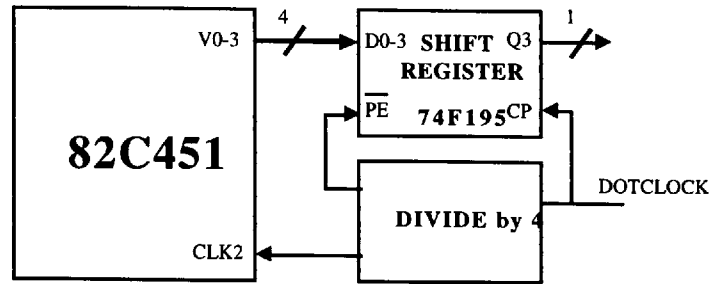 4
1
V0-3
D0-3 SHIFT Q3
REGISTER
PE
74F195 CP
82C451
DOTCLOCK
DIVIDE by 4
CLK2